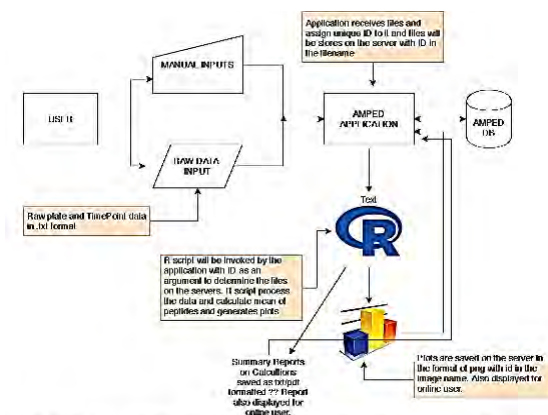 Application receives files and
assign unique ID to it and files will
be stores on the server with ID in
the filename
MANUAL INPUTS
USER
AMPED
APPLICATION
AMPED
DB
RAW DATA
INPUT
Raw plate and TimePoint data
in .txt format
Text
R
R script will be invoked by the
application with ID as an
argument to determine the files
on the servers. R script process
the data and calculate mean of
peptides and generates plots
Summary Reports
on Calcultions
saved as txt/pdf
formatted ?? Report
also displayed for
online user.
Plots are saved on the server
in the format of png with id in the
image name. Also displayed for
online user.